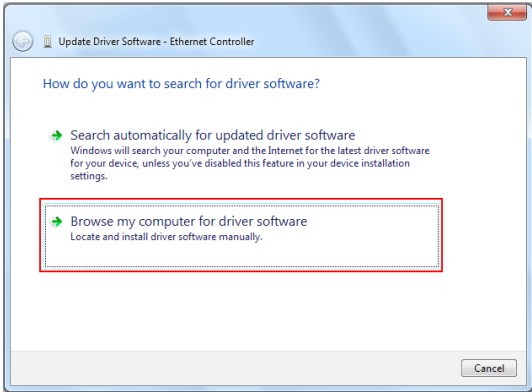 Update Driver Software - Ethernet Controller
How do you want to search for driver software?
Search automatically for updated driver software
Windows will search your computer and the Internet for the latest driver software
for your device, unless you've disabled this feature in your device installation
settings.
Browse my computer for driver software
Locate and install driver software manually.
Cancel